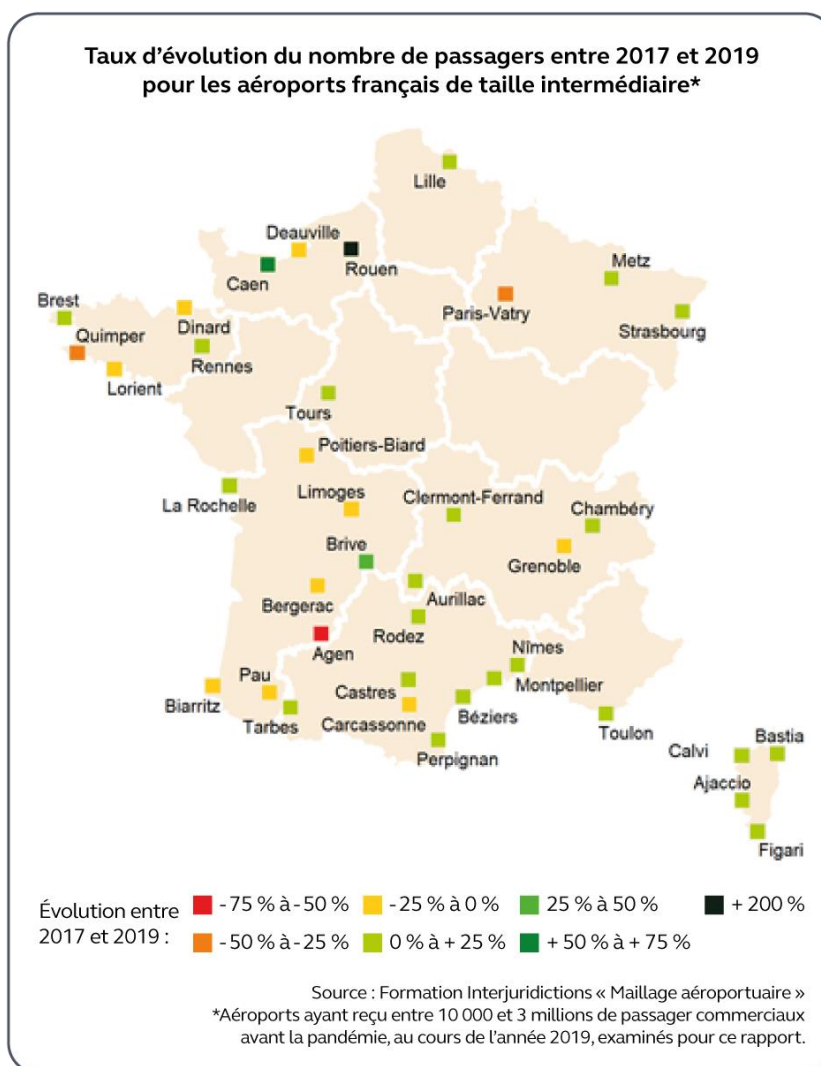 Taux d'évolution du nombre de passagers entre 2017 et 2019
pour les aéroports français de taille intermédiaire*
Lille
Deauville
Rouen
Caen
Metz
Paris-Vatry
Strasbourg
Brest
Quimper
Dinard
Rennes
Lorient
Tours
Poitiers-Biard
La Rochelle
Limoges
Clermont-Ferrand
Chambéry
Brive
Grenoble
Bergerac
Aurillac
Rodez
Agen
Nîmes
Pau
Castres
Montpellier
Biarritz
Tarbes
Carcassonne
Béziers
Toulon
Perpignan
Calvi
Bastia
Ajaccio
Figari
Évolution entre
2017 et 2019 :
- 75 % à - 50 %
- 25 % à 0 %
25 % à 50 %
+ 200 %
- 50 % à - 25 %
0 % à + 25 %
+ 50 % à + 75 %
Source : Formation Interjuridictions « Maillage aéroportuaire »
*Aéroports ayant reçu entre 10 000 et 3 millions de passager commerciaux
avant la pandémie, au cours de l'année 2019, examinés pour ce rapport.